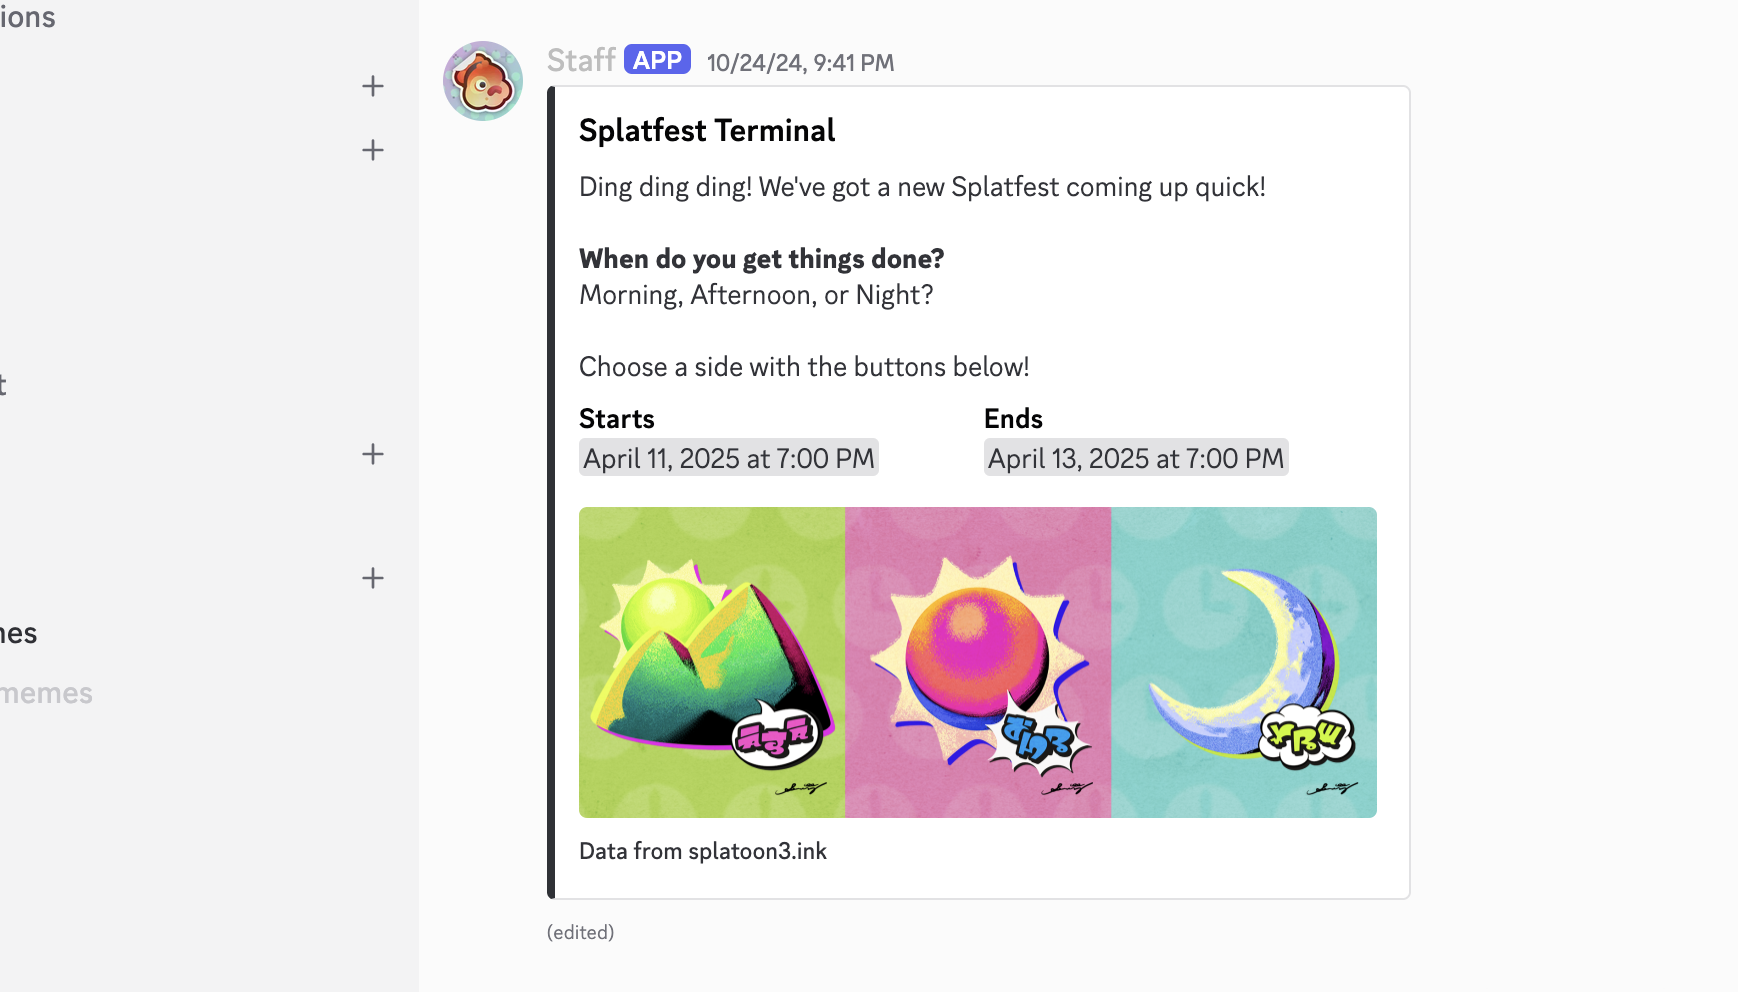 ions
t
nes
memes
Staff APP 10/24/24, 9:41 PM
Splatfest Terminal
Ding ding ding! We've got a new Splatfest coming up quick!
When do you get things done?
Morning, Afternoon, or Night?
Choose a side with the buttons below!
Starts
Ends
April 11, 2025 at 7:00 PM
April 13, 2025 at 7:00 PM
Data from splatoon3.ink
(edited)